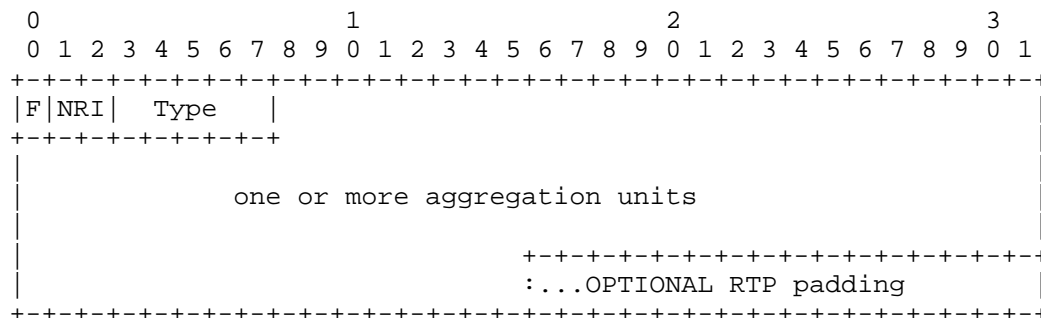 0                   1                   2                   3
 0 1 2 3 4 5 6 7 8 9 0 1 2 3 4 5 6 7 8 9 0 1 2 3 4 5 6 7 8 9 0 1
+-+-+-+-+-+-+-+-+-+-+-+-+-+-+-+-+-+-+-+-+-+-+-+-+-+-+-+-+-+-+-+-+
|F|NRI|  Type   |                                               |
+-+-+-+-+-+-+-+-+                                               |
|                                                               |
|             one or more aggregation units                     |
|                                                               |
|                               +-+-+-+-+-+-+-+-+-+-+-+-+-+-+-+-+
|                               :...OPTIONAL RTP padding        |
+-+-+-+-+-+-+-+-+-+-+-+-+-+-+-+-+-+-+-+-+-+-+-+-+-+-+-+-+-+-+-+-+